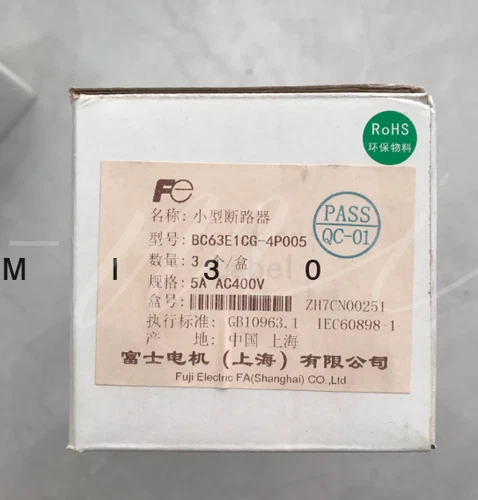 RoHS
环保物料
Fe
名称: 小型断路器
PASS
QC-01
型号: BC63E1CG-4P005
数量: 3 个/盒
规格: 5A AC400V
盒号: ZH7CN00251
执行标准: GB10963.1 IEC60898-1
产 地: 中国 上海
富士电机(上海)有限公司
Fuji Electric FA(Shanghai) CO.,Ltd
M I 3 0